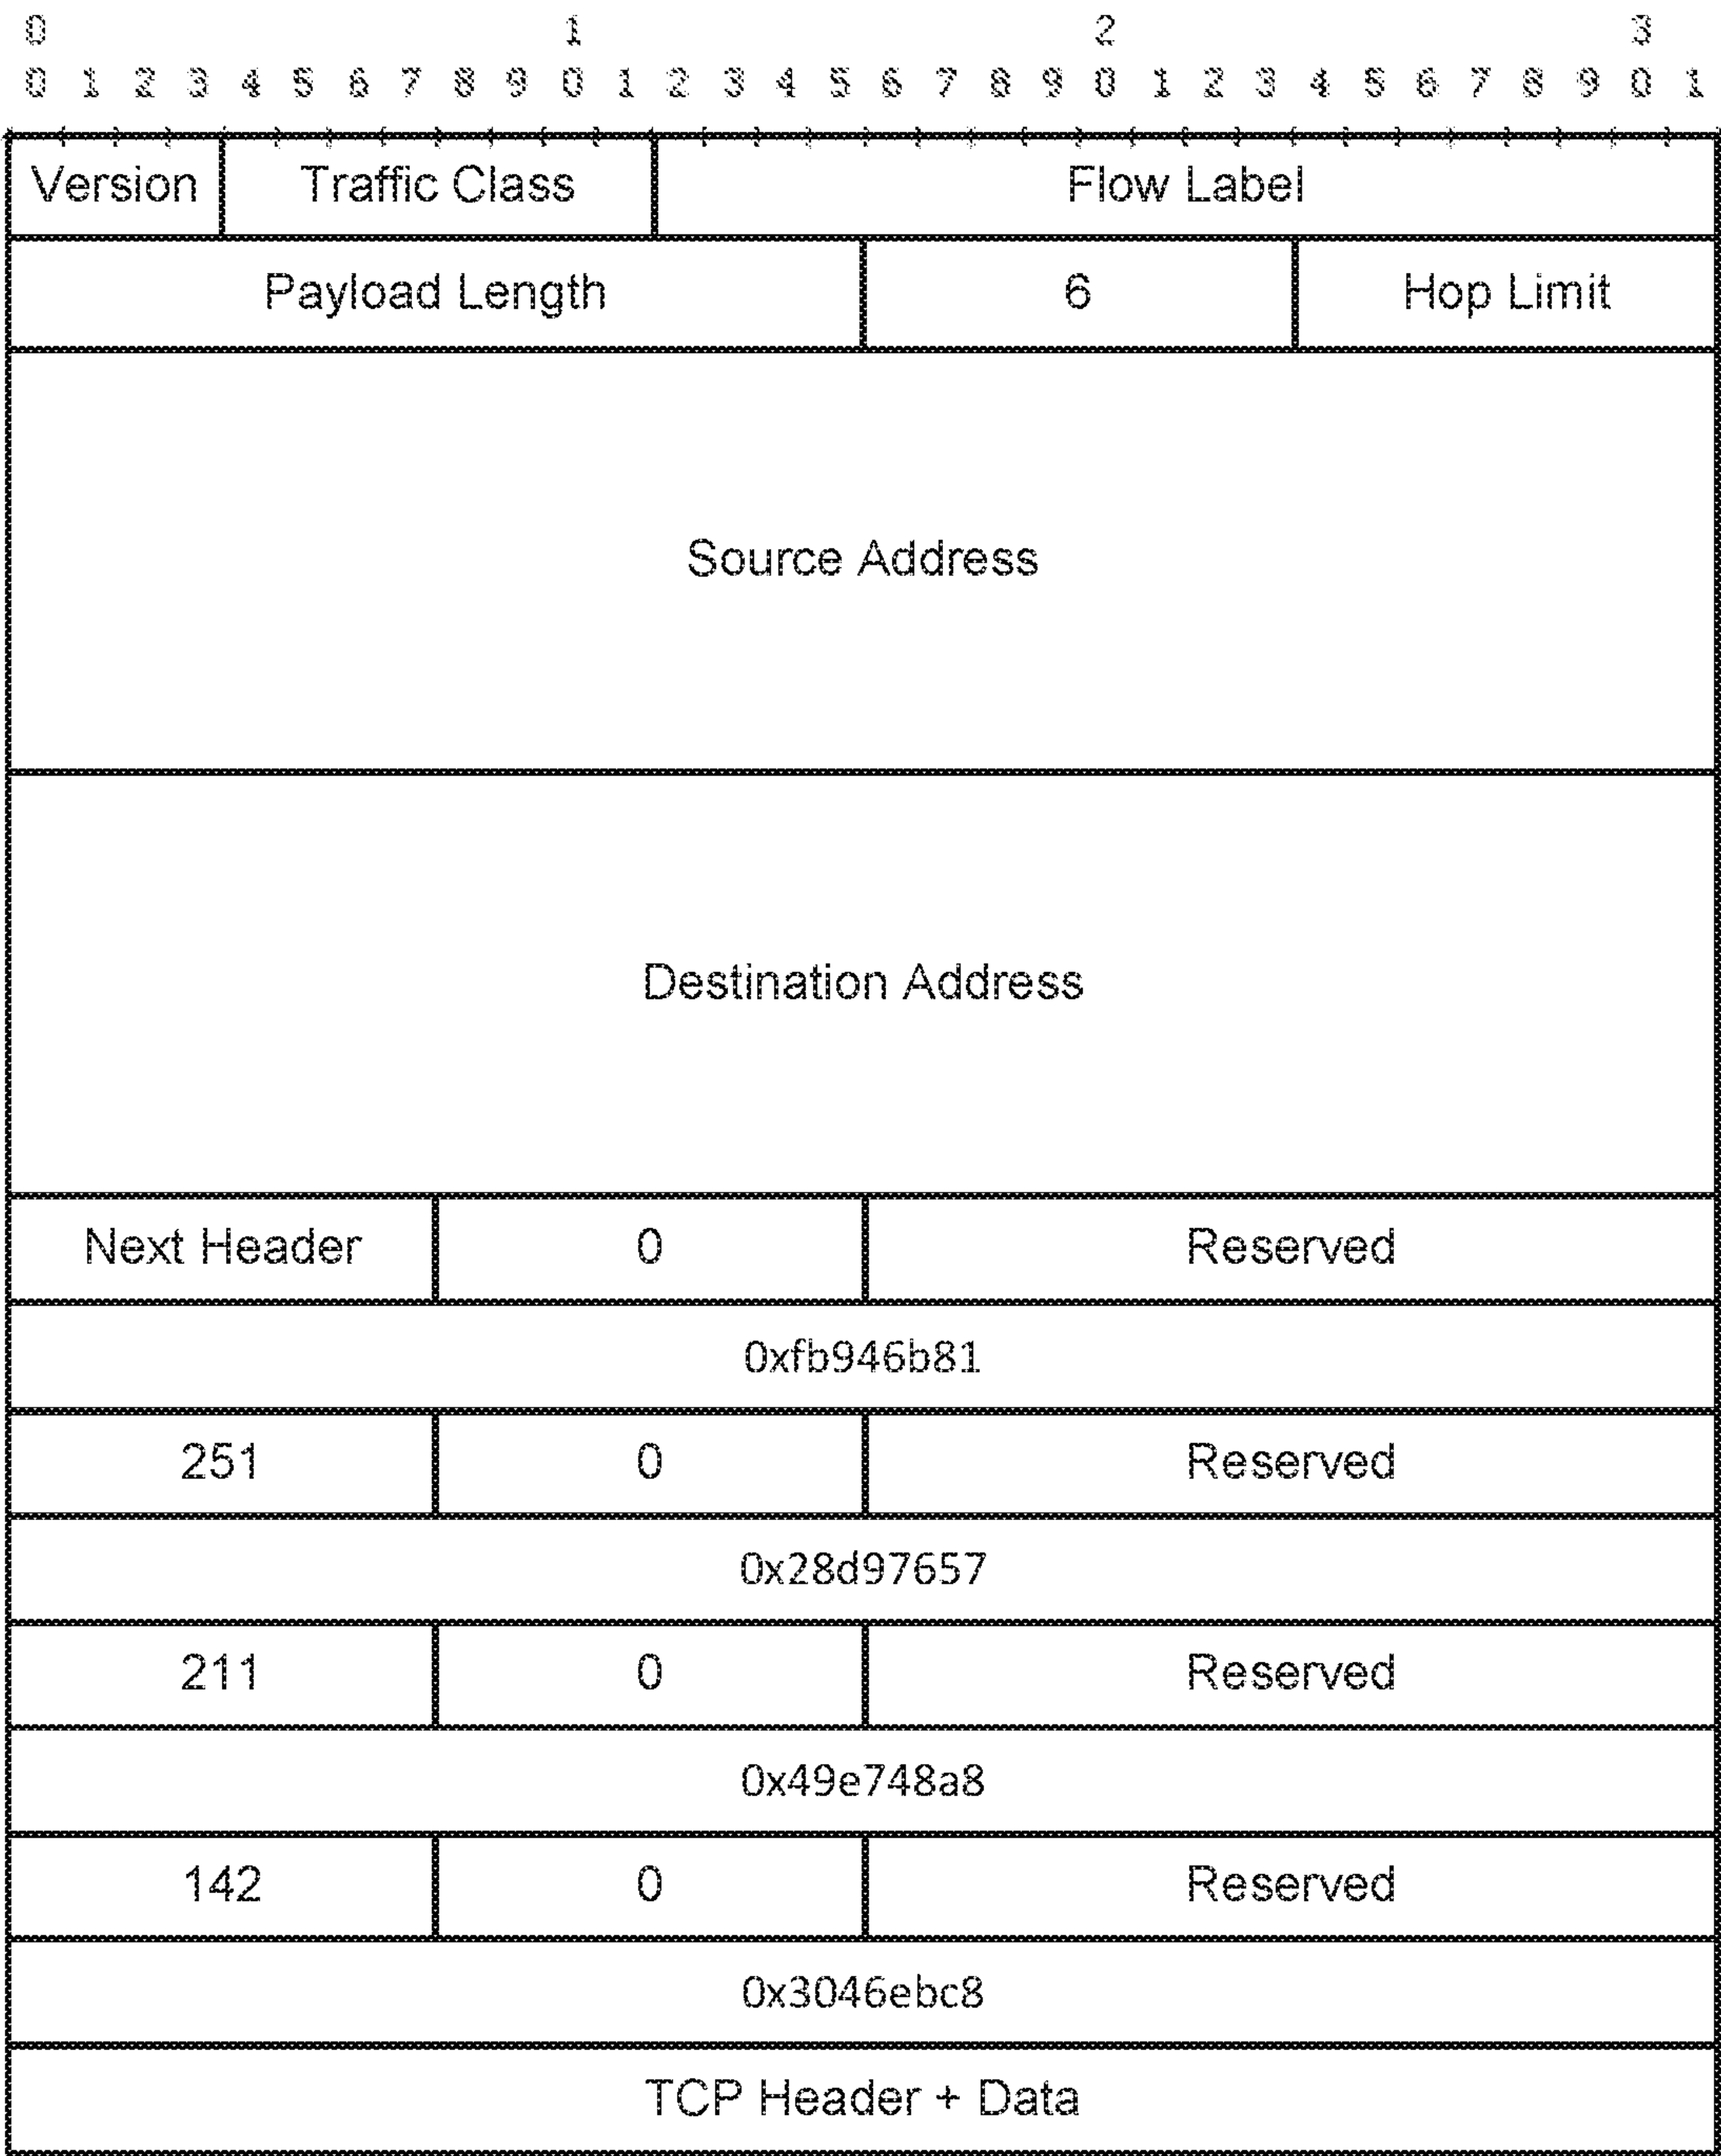 0 1 2 3
0 1 2 3 4 5 6 7 8 9 0 1 2 3 4 5 6 7 8 9 0 1 2 3 4 5 6 7 8 9 0 1
Version Traffic Class Flow Label
Payload Length 6 Hop Limit
Source Address
Destination Address
Next Header 0 Reserved
0xfb946b81
251 0 Reserved
0x28d97657
211 0 Reserved
0x49e748a8
142 0 Reserved
0x3046ebc8
TCP Header + Data